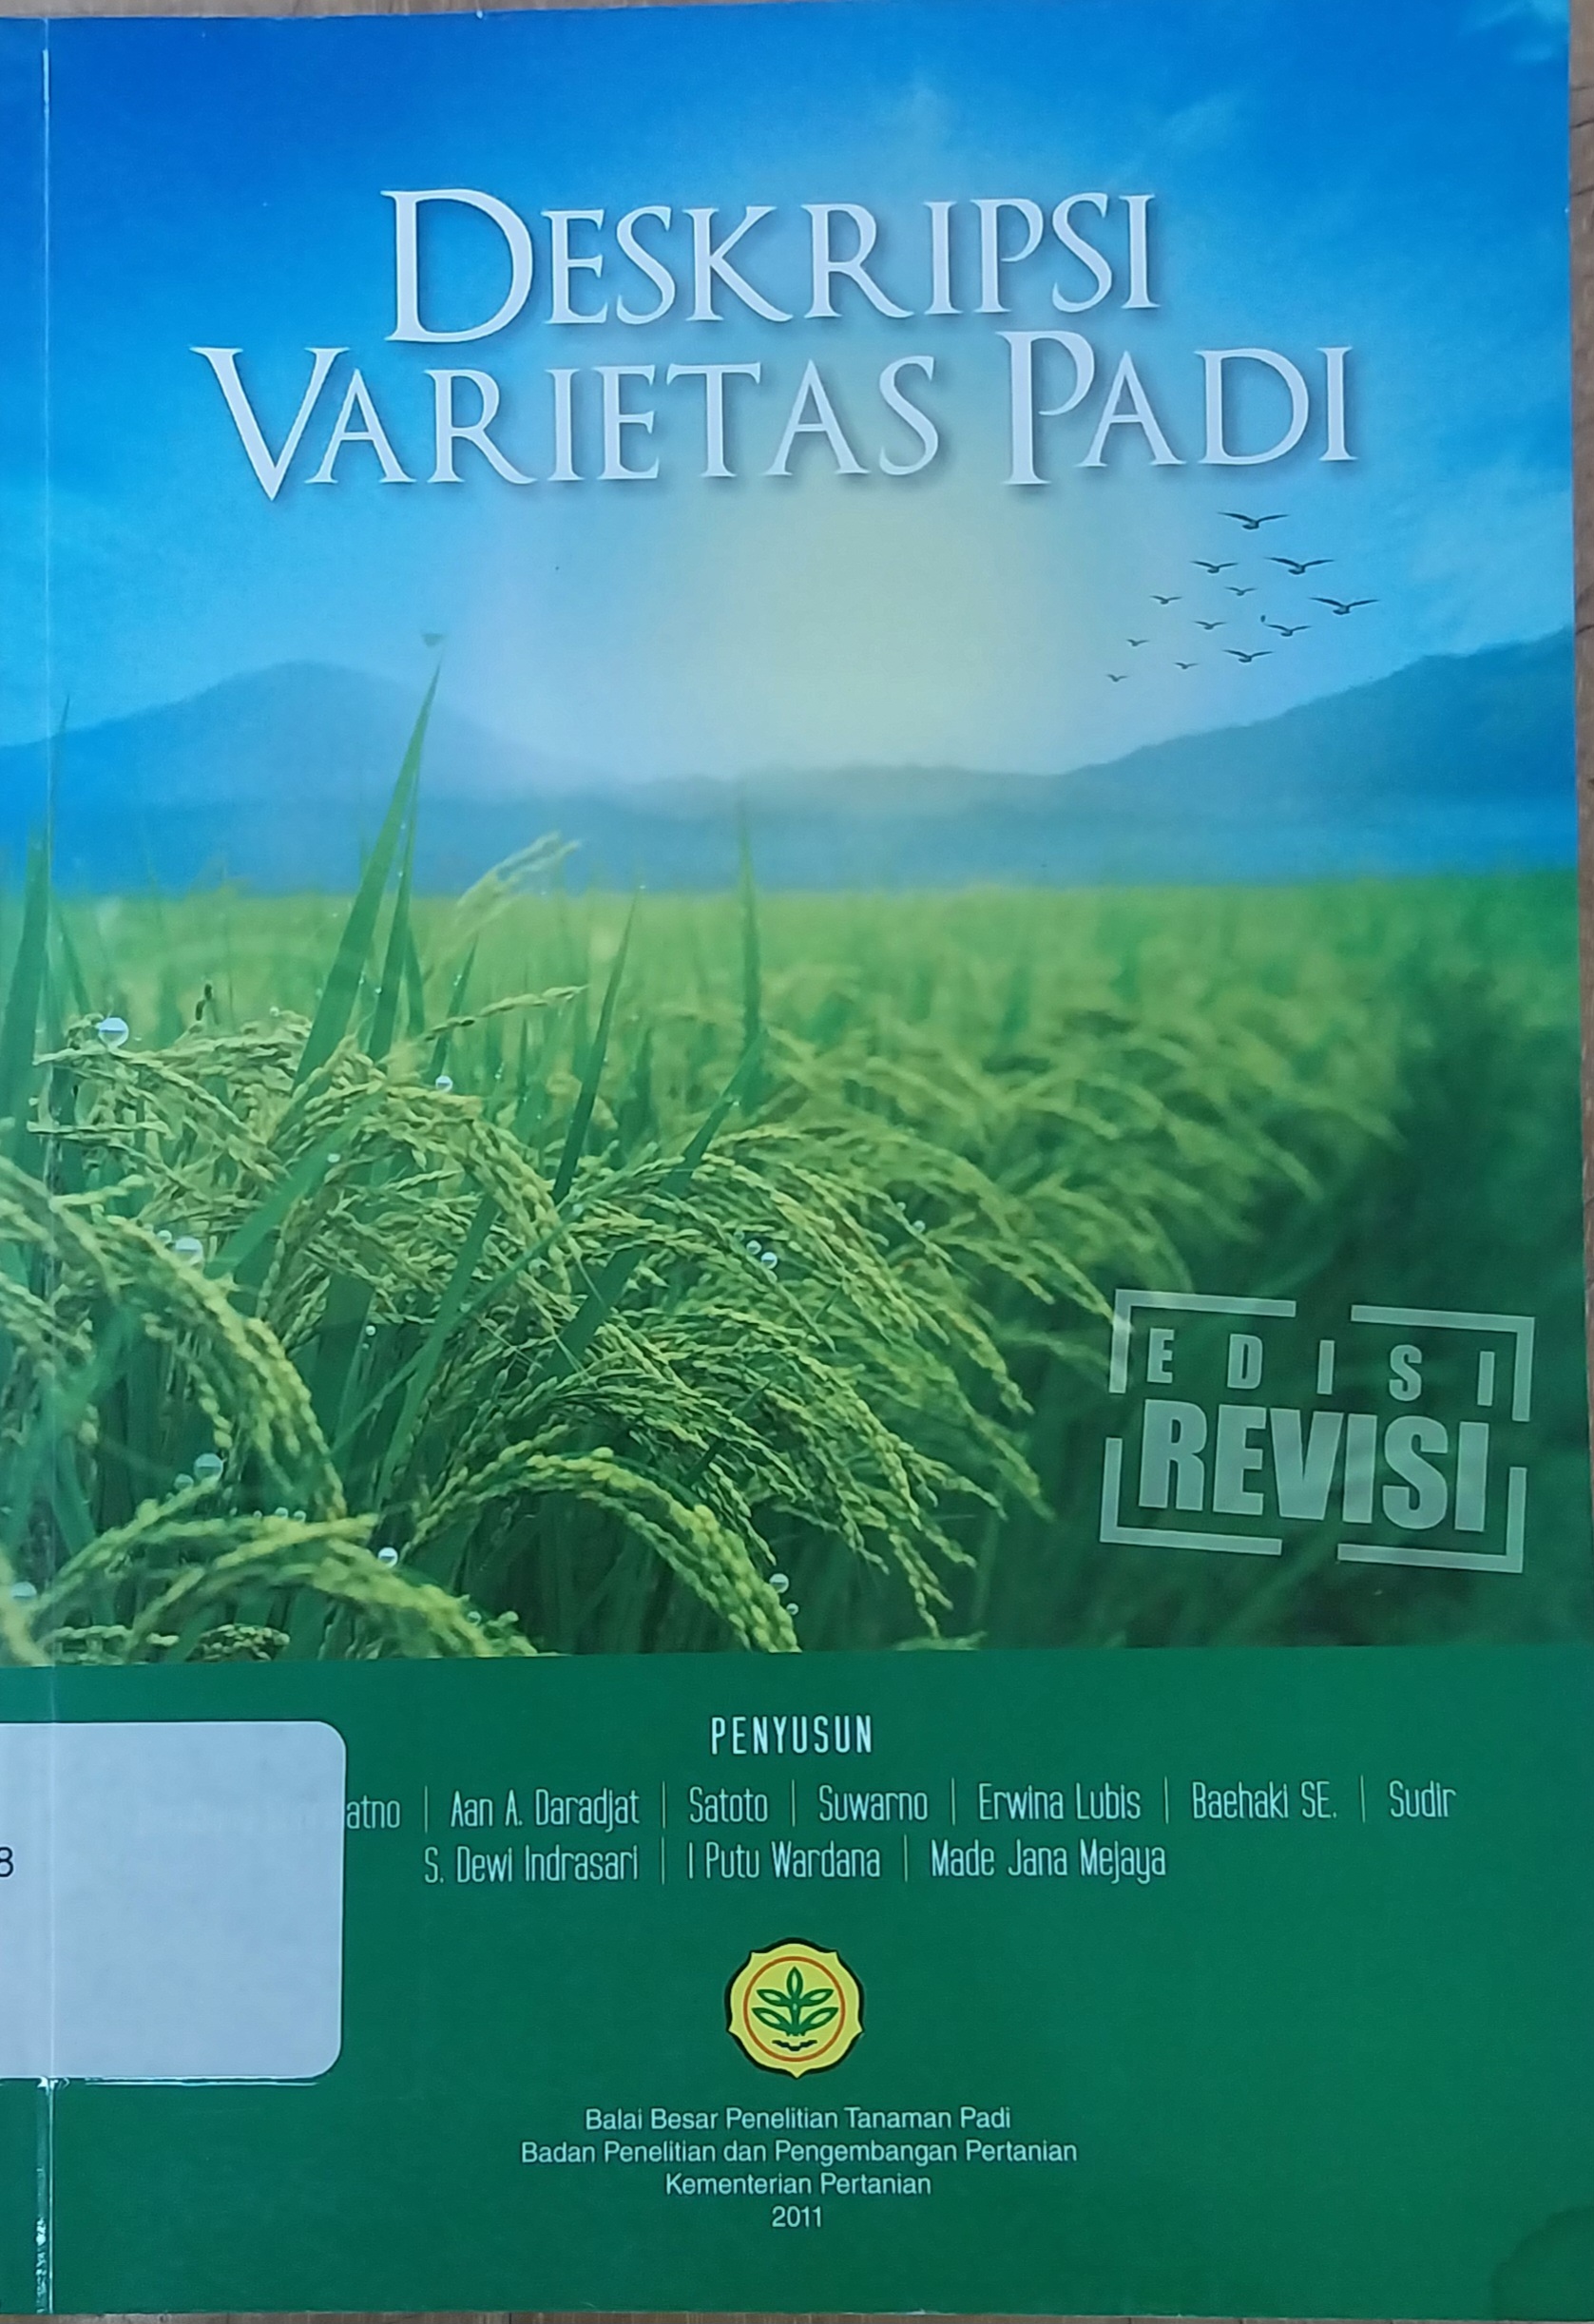 DESKRIPSI
VARIETAS PADI
EDISI
REVISI
PENYUSUN
atno | Aan A. Daradjat | Satoto | Suwarno | Erwina Lubis | Baehaki SE. | Sudir
S. Dewi Indrasari | I Putu Wardana | Made Jana Mejaya
8
Balai Besar Penelitian Tanaman Padi
Badan Penelitian dan Pengembangan Pertanian
Kementerian Pertanian
2011